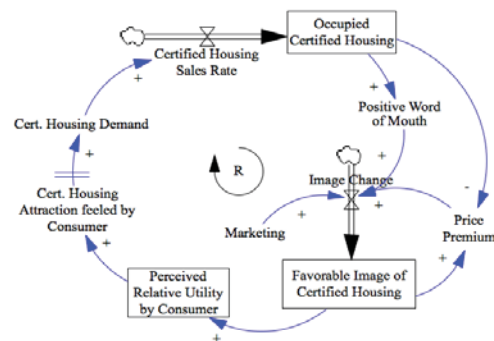 Occupied
Certified Housing
Certified Housing
Sales Rate
+
+
Positive Word
of Mouth
Cert. Housing Demand
+
+
R
Image Change
Cert. Housing
Attraction feeled by
Consumer
+
+
-
Marketing
Price
Premium
+
+
Perceived
Relative Utility
by Consumer
Favorable Image of
Certified Housing
+